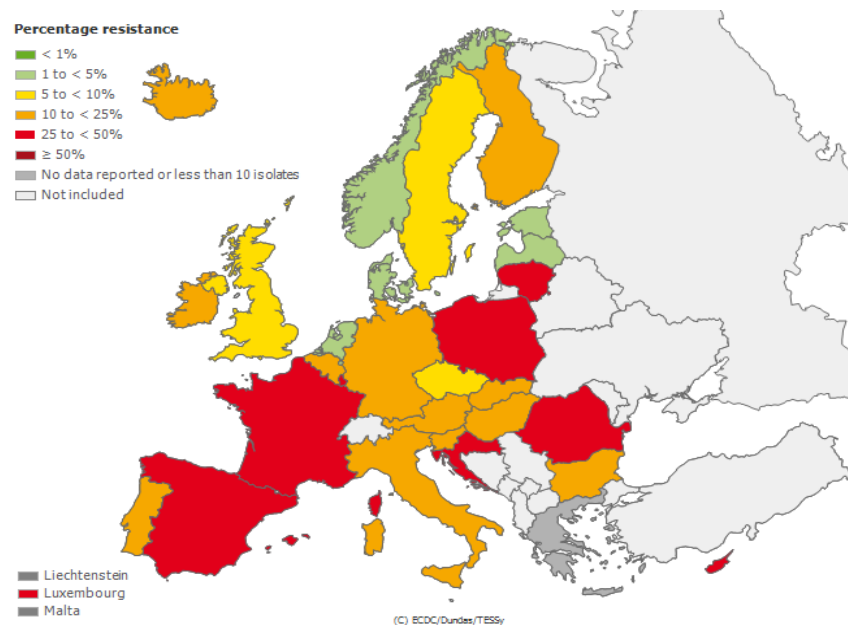 Percentage resistance
< 1%
1 to < 5%
5 to < 10%
10 to < 25%
25 to < 50%
≥ 50%
No data reported or less than 10 isolates
Not included
Liechtenstein
Luxembourg
Malta
(C) ECDC/Dundas/TESSy